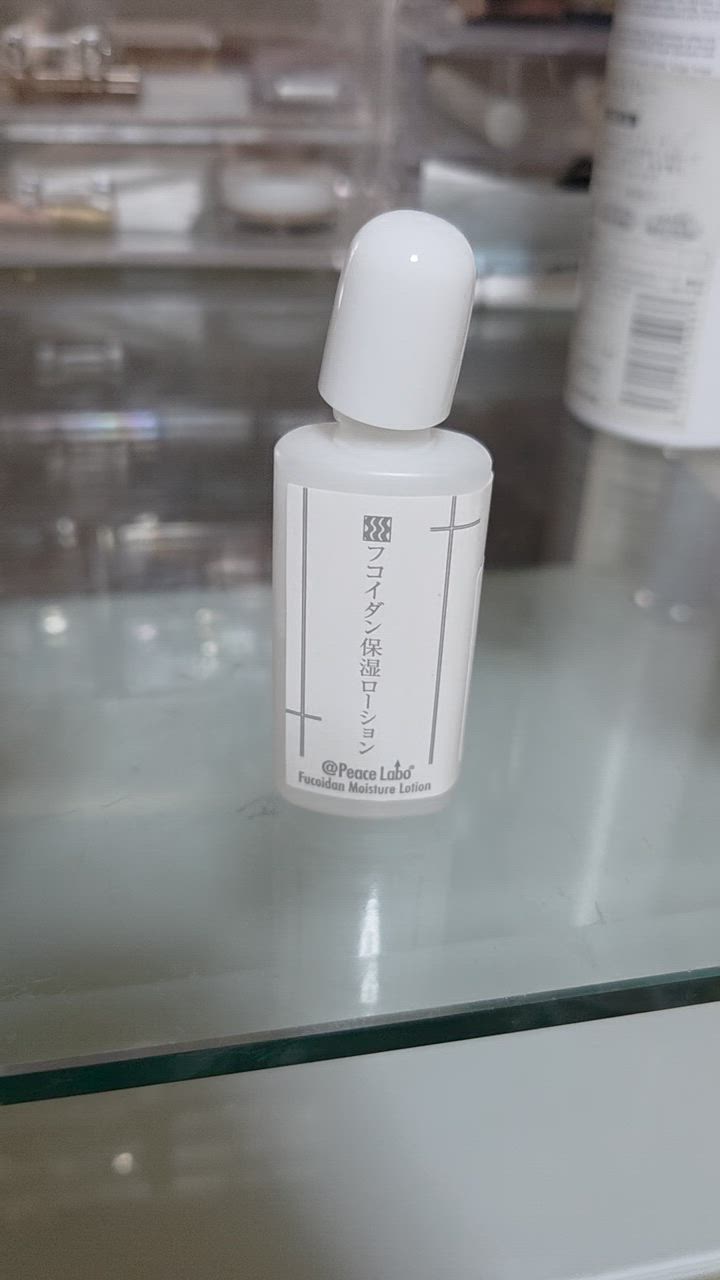 フコイダン保湿ローション
@Peace Labo®
Fucoidan Moisture Lotion